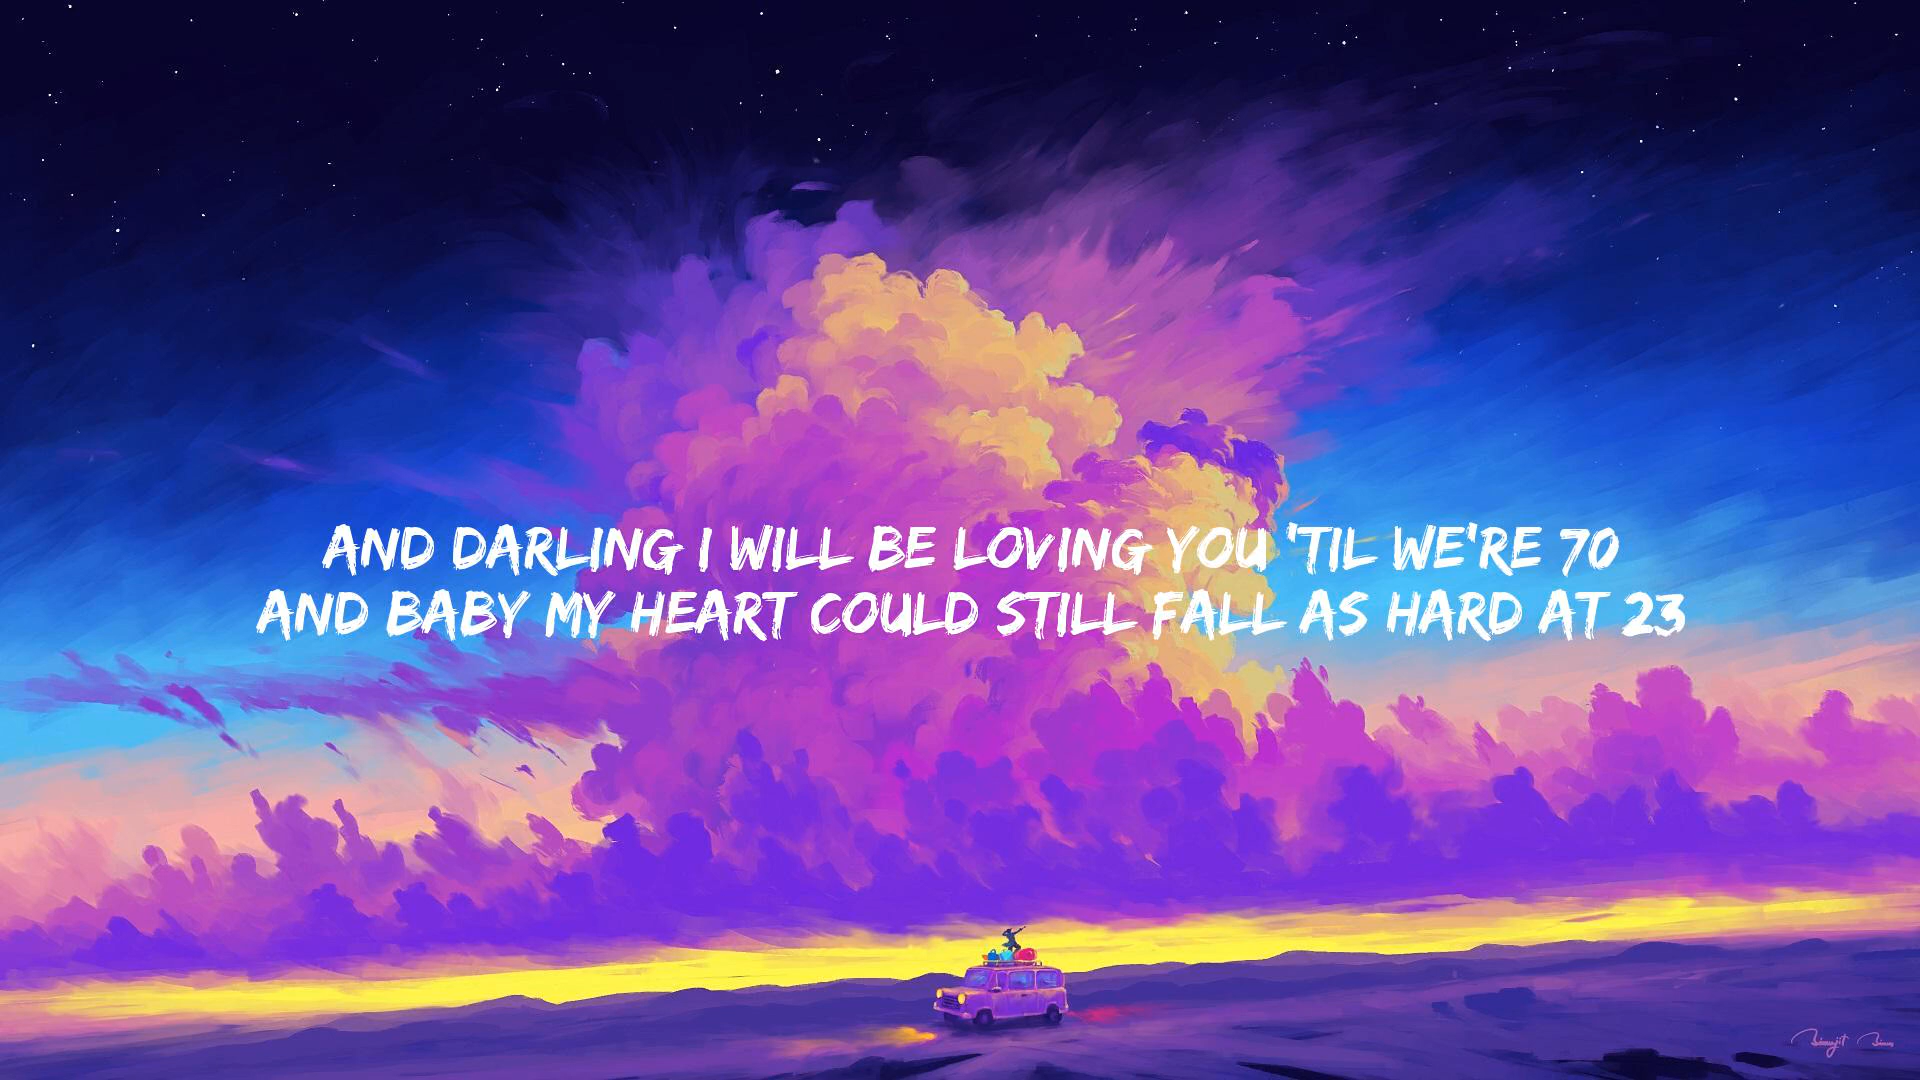 AND DARLING I WILL BE LOVING YOU 'TIL WE'RE 70
AND BABY MY HEART COULD STILL FALL AS HARD AT 23